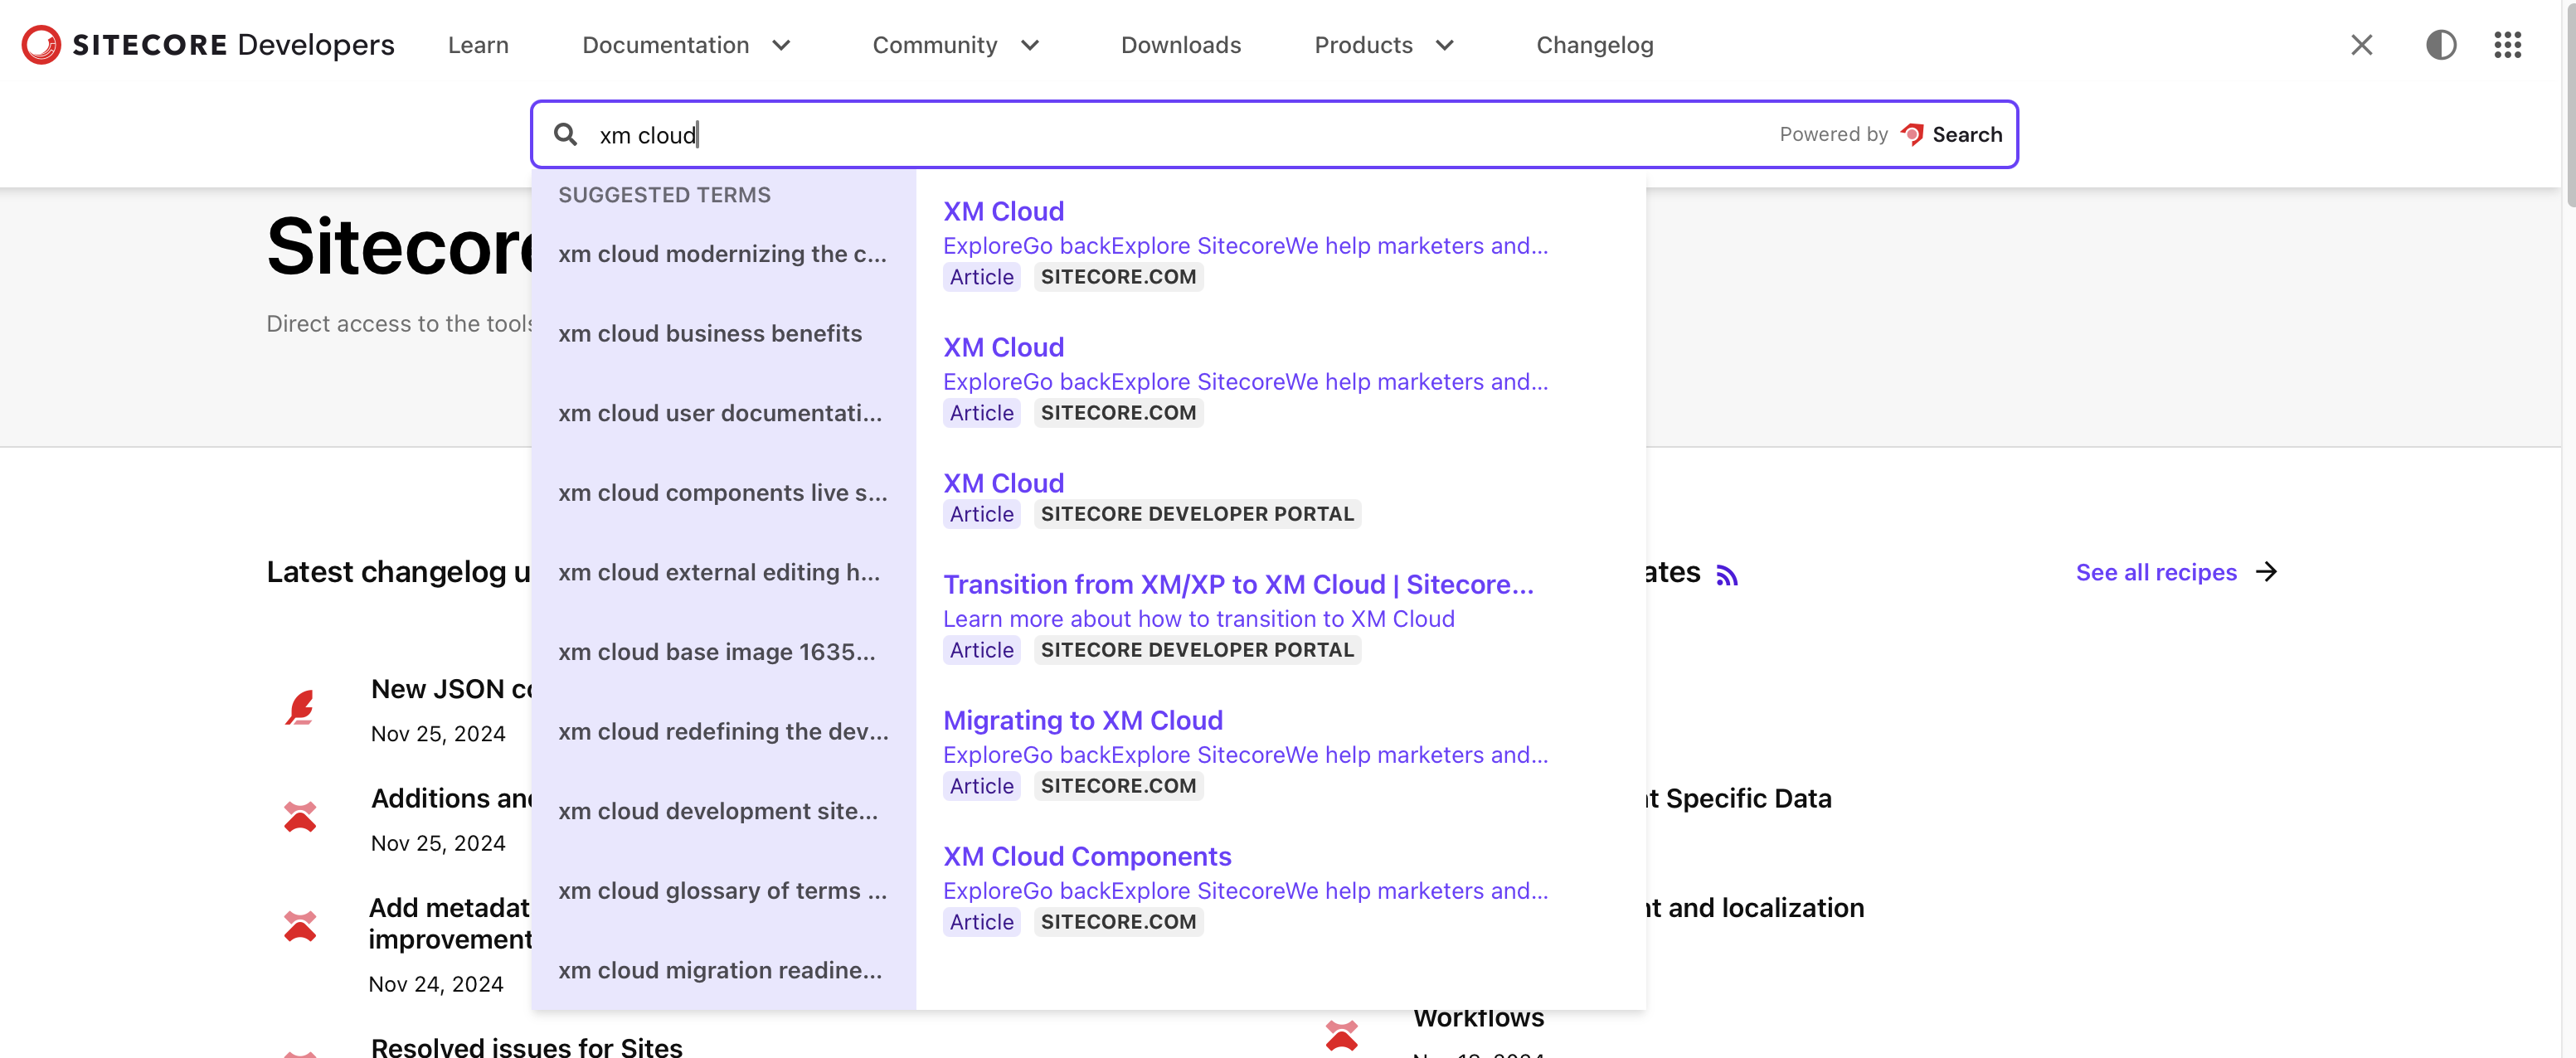 SITECORE Developers
Learn
Documentation
Community
Downloads
Products
Changelog
xm cloud
Powered by Search
SUGGESTED TERMS
xm cloud modernizing the c...
xm cloud business benefits
xm cloud user documentati...
xm cloud components live s...
xm cloud external editing h...
xm cloud base image 1635...
xm cloud redefining the dev...
xm cloud development site...
xm cloud glossary of terms ...
xm cloud migration readine...
XM Cloud
ExploreGo backExplore SitecoreWe help marketers and...
Article SITECORE.COM
XM Cloud
ExploreGo backExplore SitecoreWe help marketers and...
Article SITECORE.COM
XM Cloud
Article SITECORE DEVELOPER PORTAL
Transition from XM/XP to XM Cloud | Sitecore...
Learn more about how to transition to XM Cloud
Article SITECORE DEVELOPER PORTAL
Migrating to XM Cloud
ExploreGo backExplore SitecoreWe help marketers and...
Article SITECORE.COM
XM Cloud Components
ExploreGo backExplore SitecoreWe help marketers and...
Article SITECORE.COM
Sitecore
Direct access to the tools
Latest changelog u
New JSON co
Nov 25, 2024
Additions and
Nov 25, 2024
Add metadat
improvement
Nov 24, 2024
Resolved issues for Sites
ates
See all recipes
t Specific Data
nt and localization
Workflows